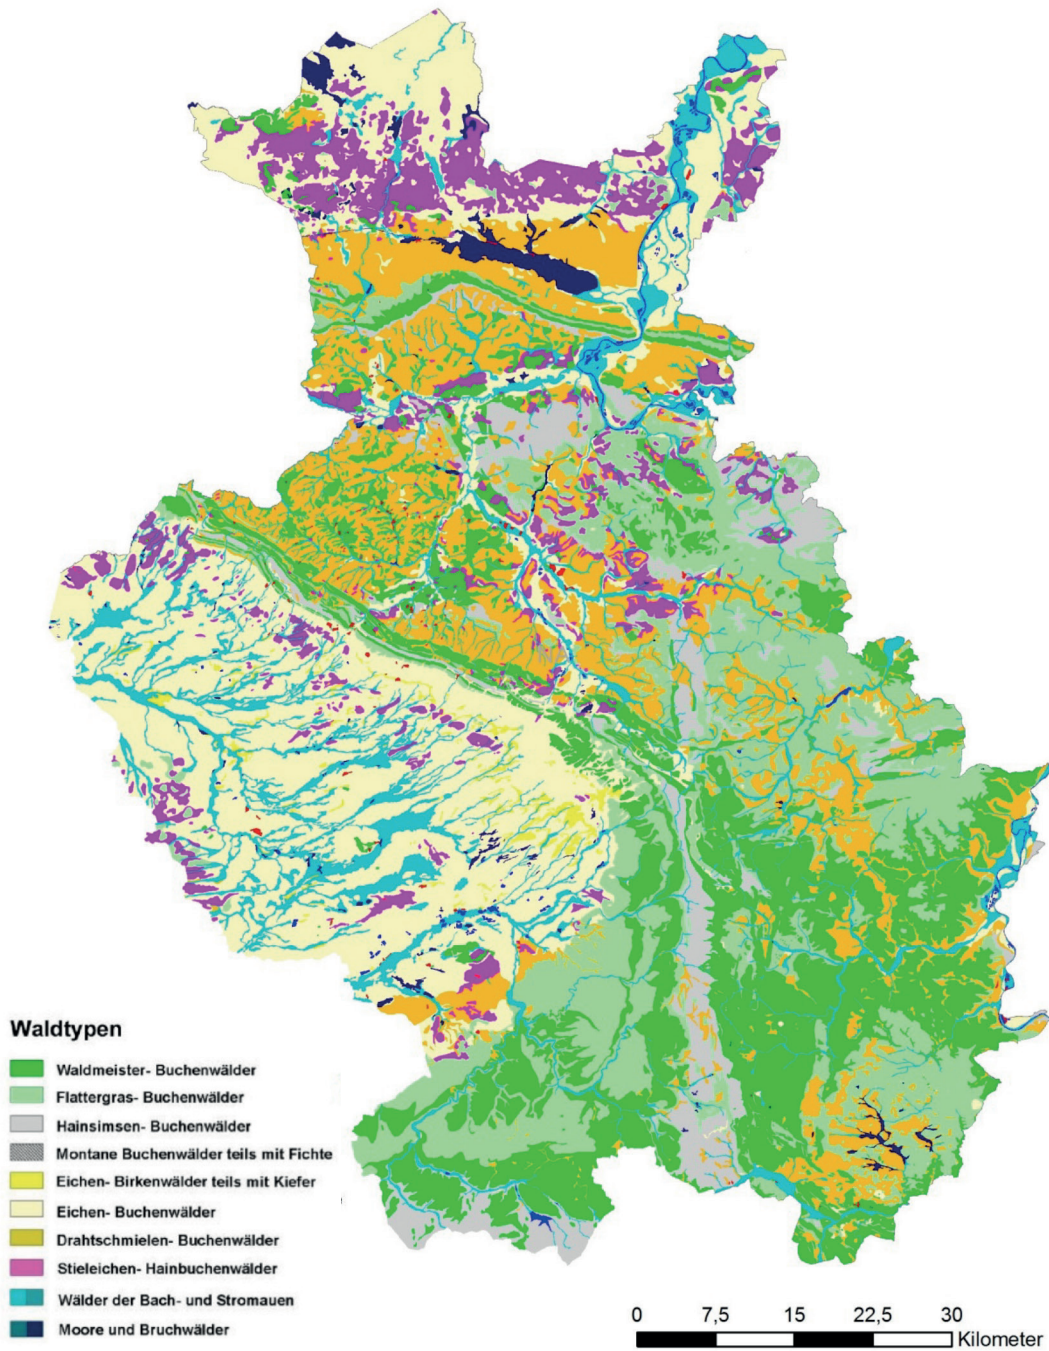 Waldtypen
Waldmeister- Buchenwälder
Flattergras- Buchenwälder
Hainsimsen- Buchenwälder
Montane Buchenwälder teils mit Fichte
Eichen- Birkenwälder teils mit Kiefer
Eichen- Buchenwälder
Drahtschmielen- Buchenwälder
Stieleichen- Hainbuchenwälder
Wälder der Bach- und Stromauen
Moore und Bruchwälder
0 7,5 15 22,5 30
Kilometer